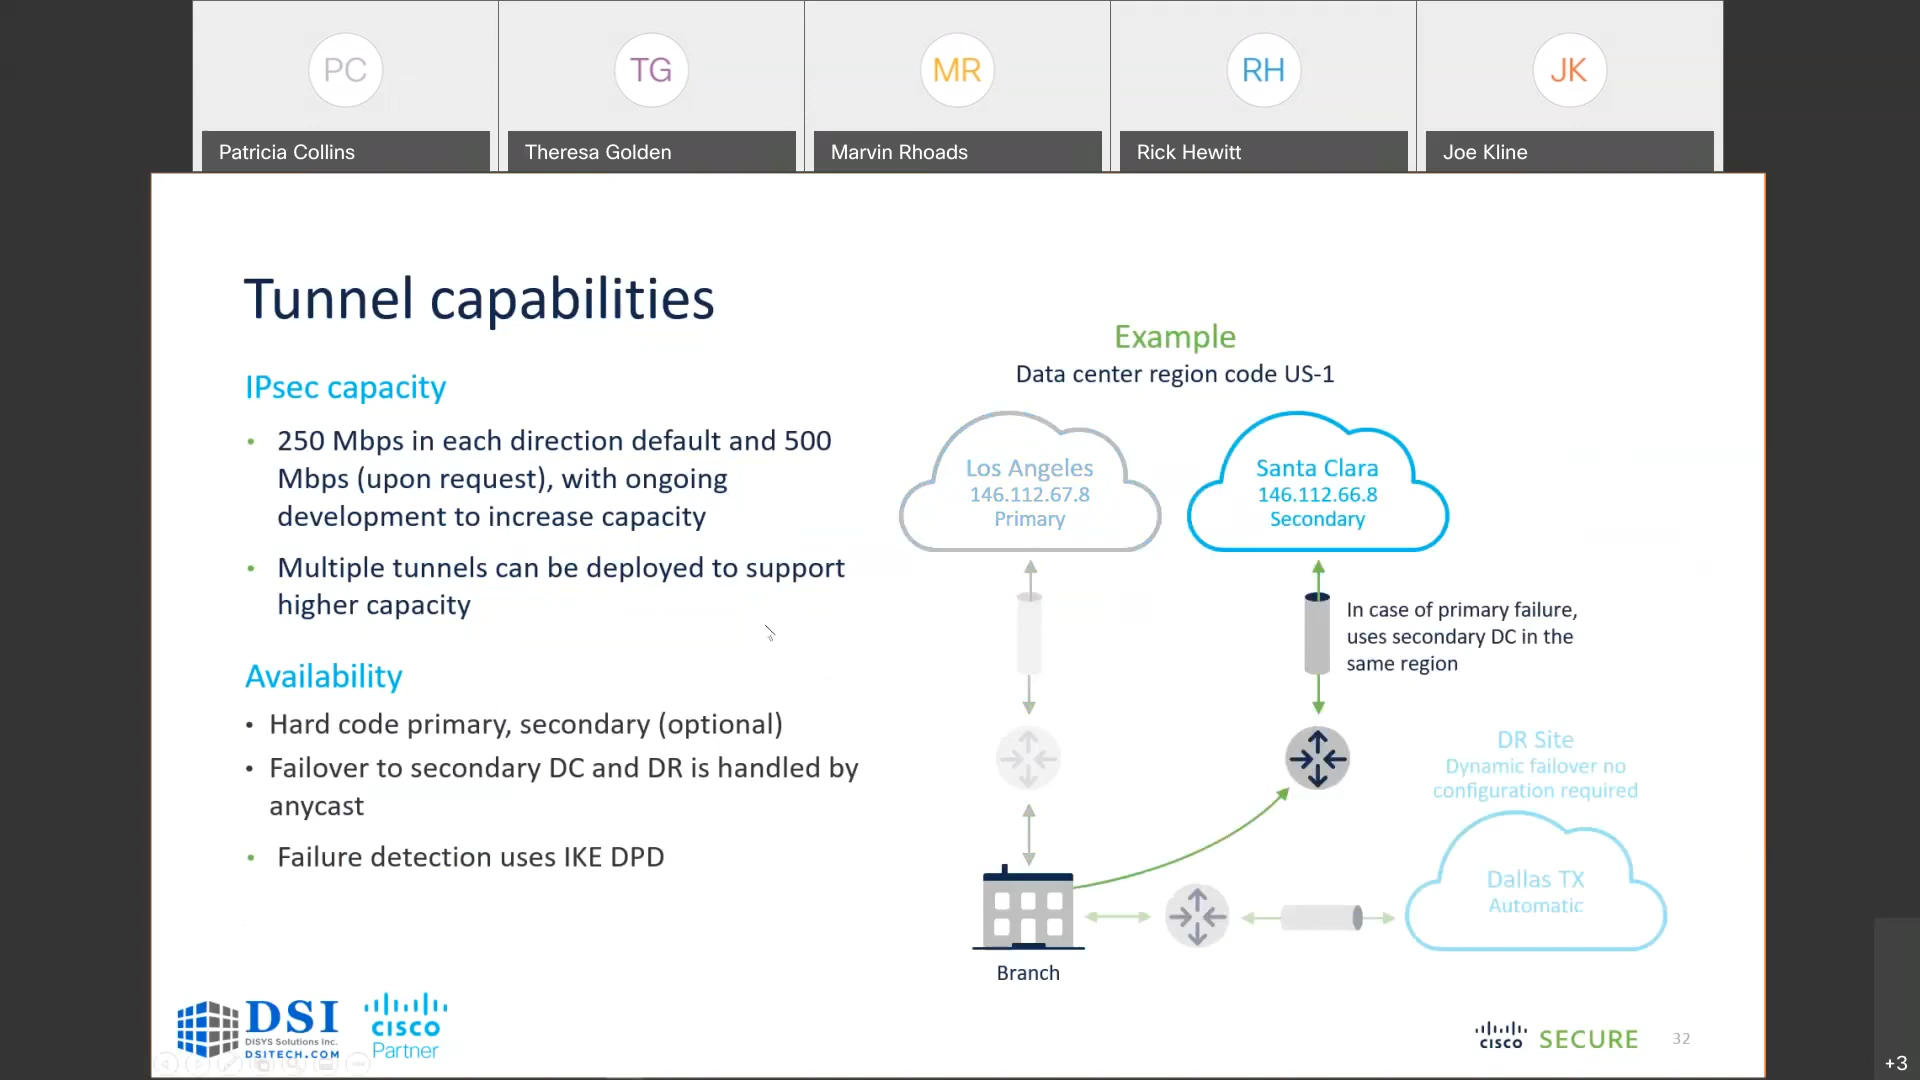 PC
TG
MR
RH
JK
Patricia Collins
Theresa Golden
Marvin Rhoads
Rick Hewitt
Joe Kline
Tunnel capabilities
IPsec capacity
• 250 Mbps in each direction default and 500
Mbps (upon request), with ongoing
development to increase capacity
• Multiple tunnels can be deployed to support
higher capacity
Availability
• Hard code primary, secondary (optional)
• Failover to secondary DC and DR is handled by
anycast
• Failure detection uses IKE DPD
Example
Data center region code US-1
Los Angeles
146.112.67.8
Primary
Santa Clara
146.112.66.8
Secondary
In case of primary failure,
uses secondary DC in the
same region
DR Site
Dynamic failover no
configuration required
Dallas TX
Automatic
Branch
DSI
DISYS Solutions Inc.
DSITECH.COM
CISCO
Partner
CISCO
SECURE
32
+3